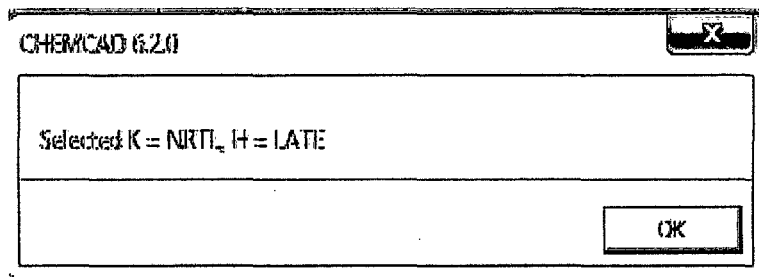 CHEMCAD 6.2.0
X
Selected K = NRTL, H = LATE
OK